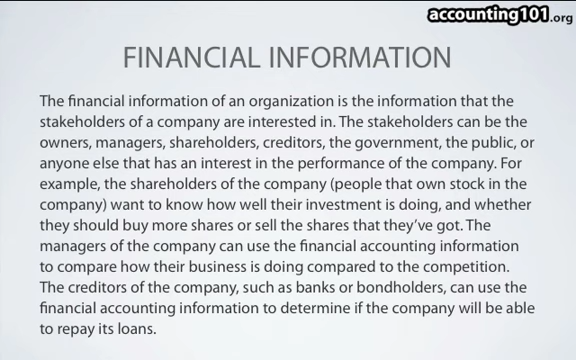 accounting101.org
FINANCIAL INFORMATION
The financial information of an organization is the information that the
stakeholders of a company are interested in. The stakeholders can be the
owners, managers, shareholders, creditors, the government, the public, or
anyone else that has an interest in the performance of the company. For
example, the shareholders of the company (people that own stock in the
company) want to know how well their investment is doing, and whether
they should buy more shares or sell the shares that they've got. The
managers of the company can use the financial accounting information
to compare how their business is doing compared to the competition.
The creditors of the company, such as banks or bondholders, can use the
financial accounting information to determine if the company will be able
to repay its loans.